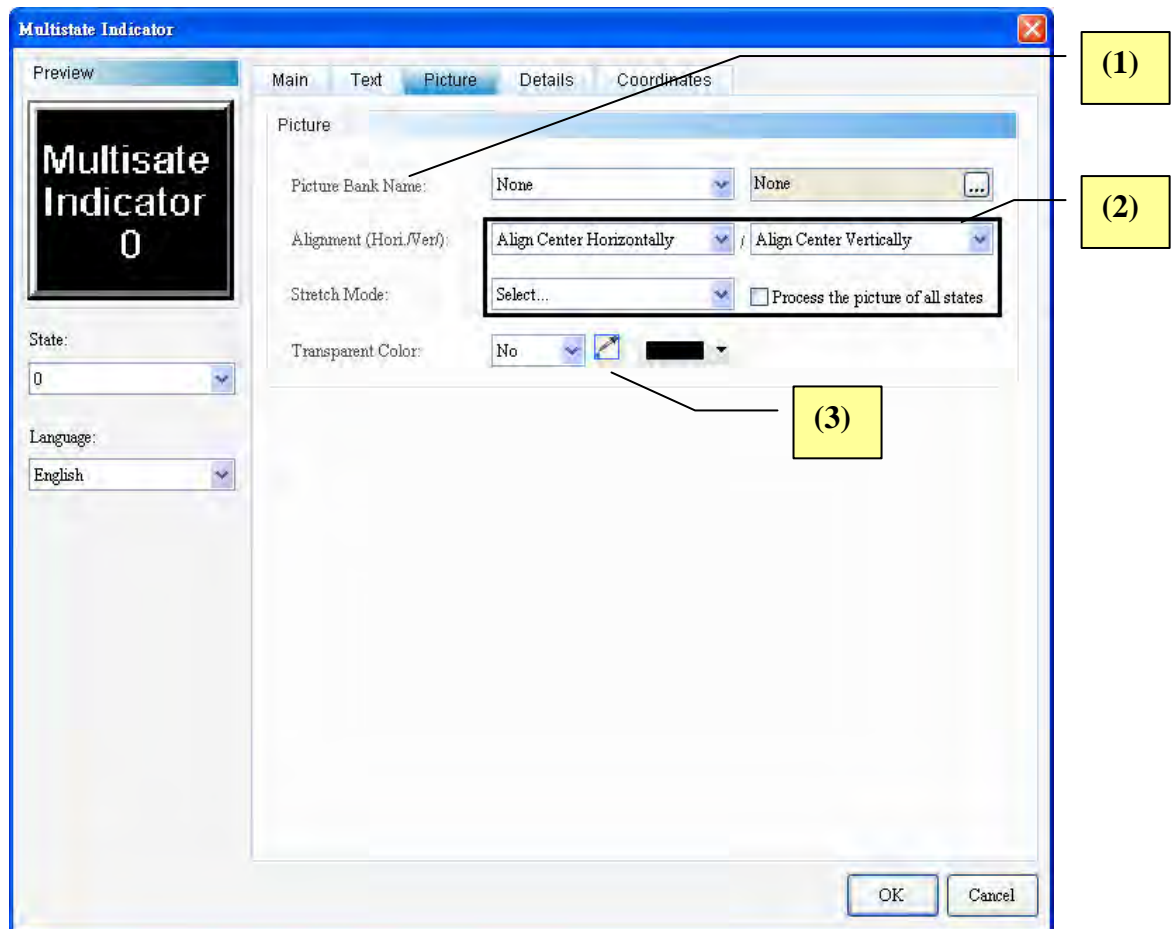 Multistate Indicator
(1)
Preview
Main Text Picture Details Coordinates
Picture
Multisate
Indicator
0
Picture Bank Name: None None ...
(2)
Alignment (Hori./Ver/): Align Center Horizontally / Align Center Vertically
Stretch Mode: Select... Process the picture of all states
State:
0
Transparent Color: No
(3)
Language:
English
OK Cancel